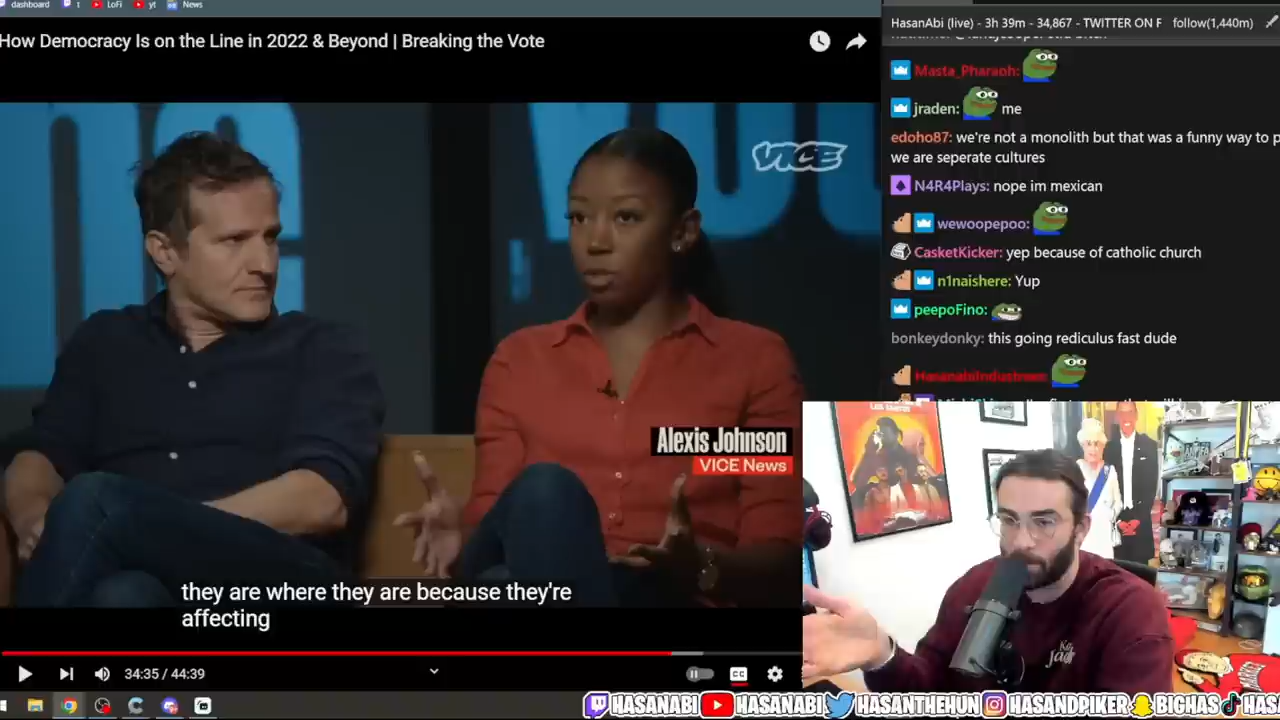 dashboard
t
LoFi
yt
News
How Democracy Is on the Line in 2022 & Beyond | Breaking the Vote
VICE
Alexis Johnson
VICE News
they are where they are because they're
affecting
34:35 / 44:39
CC
HasanAbi (live) - 3h 39m - 34,867 - TWITTER ON F
follow(1,440m)
Masta_Pharaoh:
jraden: me
edoho87: we're not a monolith but that was a funny way to p
we are seperate cultures
N4R4Plays: nope im mexican
wewoopepoo:
CasketKicker: yep because of catholic church
n1naishere: Yup
peepoFino:
bonkeydonky: this going rediculus fast dude
HASANABI
HASANABI
HASANTHEHUN
HASANDPIKER
BIGHAS
HAS